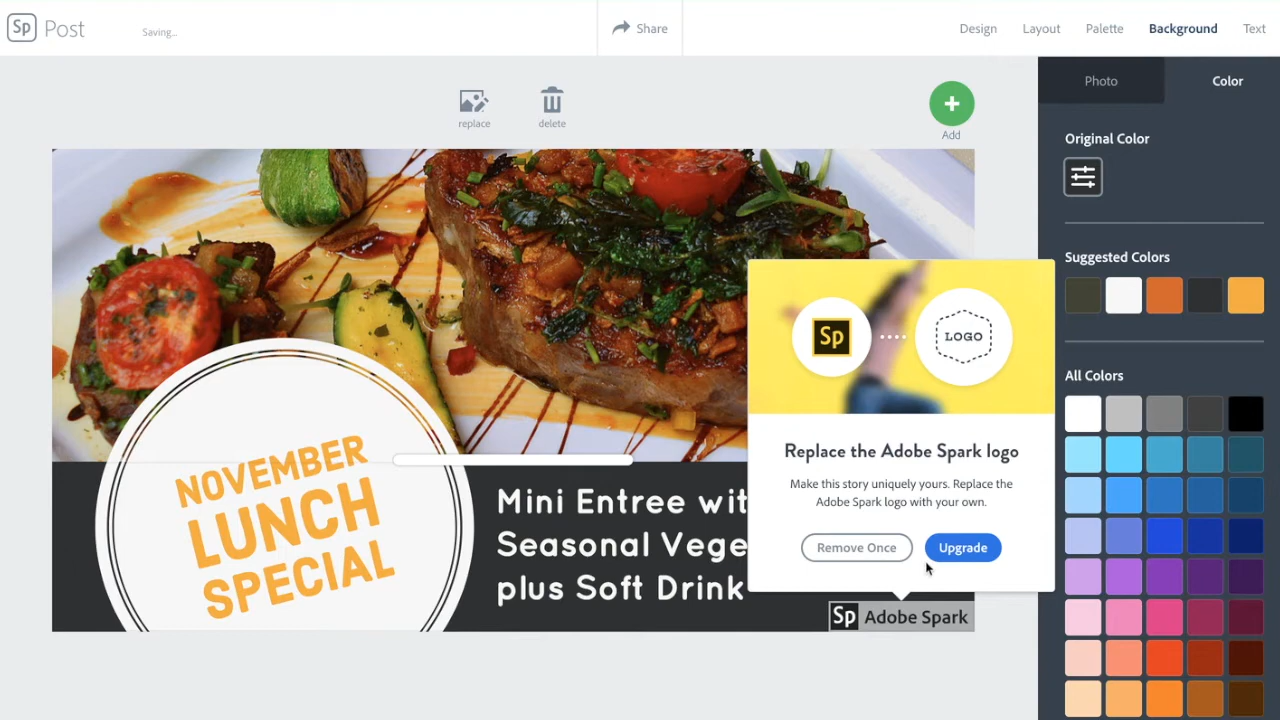 Sp Post
Saving...
Share
Design
Layout
Palette
Background
Text
Photo
Color
replace
delete
Add
Original Color
Suggested Colors
All Colors
Sp
LOGO
Replace the Adobe Spark logo
Make this story uniquely yours. Replace the
Adobe Spark logo with your own.
Remove Once
Upgrade
NOVEMBER
LUNCH
SPECIAL
Mini Entree wit
Seasonal Vege
plus Soft Drink
Sp Adobe Spark